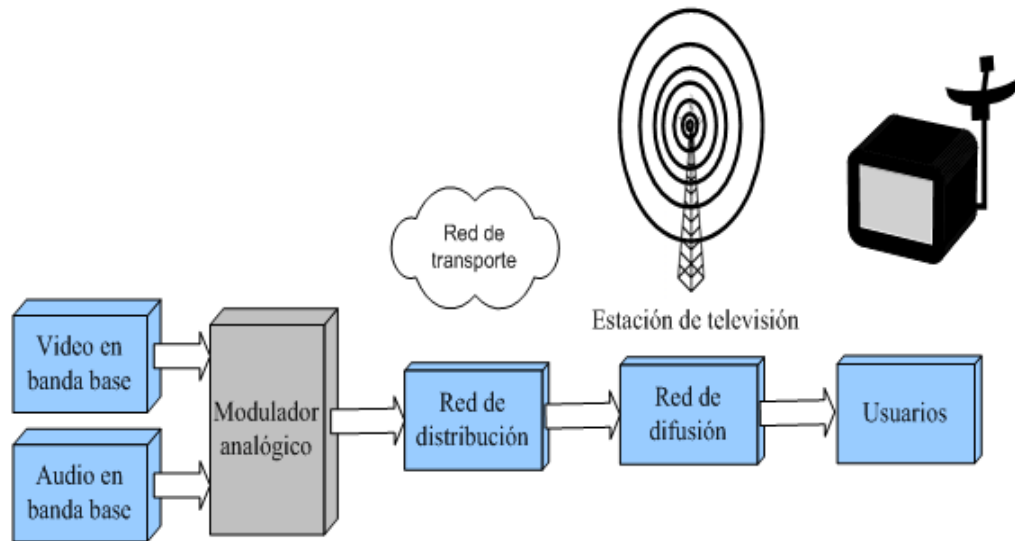 Red de
transporte
Estación de televisión
Video en
banda base
Audio en
banda base
Modulador
analógico
Red de
distribución
Red de
difusión
Usuarios